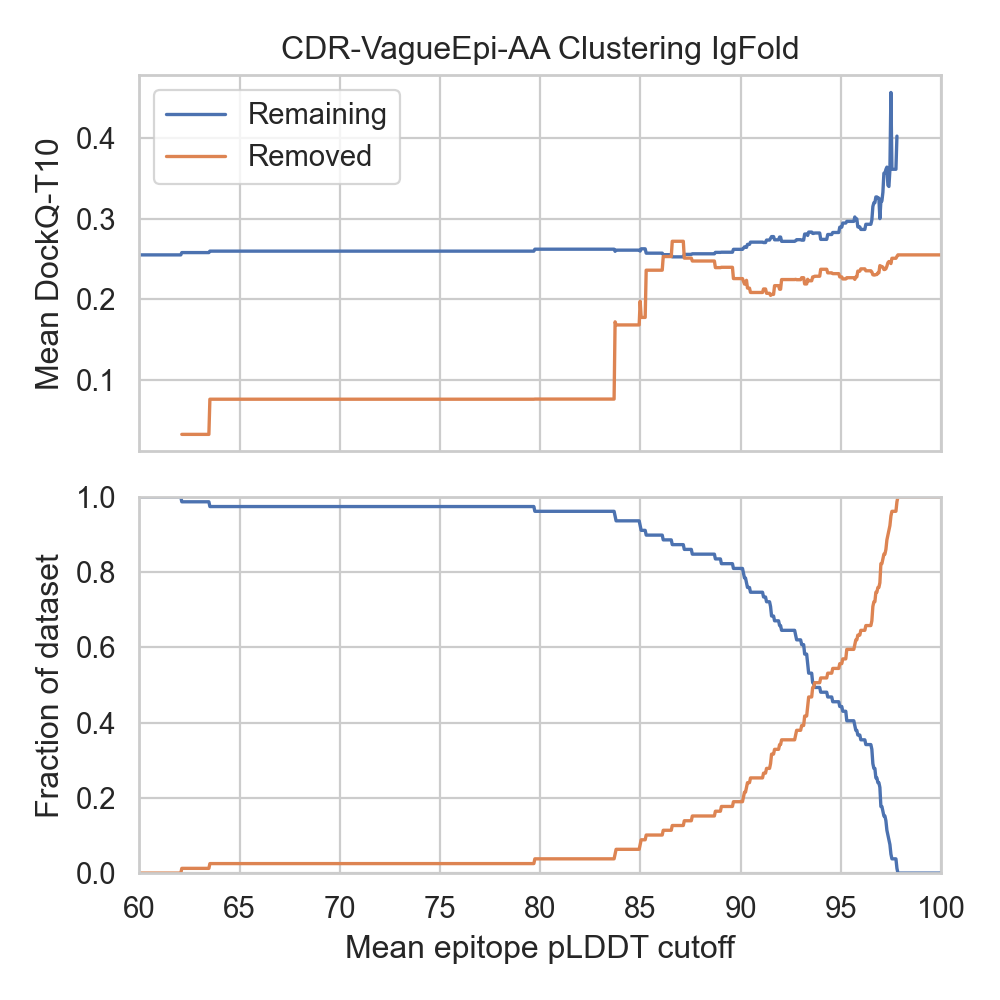 CDR-VagueEpi-AA Clustering IgFold
Remaining
Removed
Mean DockQ-T10
0.4
0.3
0.2
0.1
Fraction of dataset
1.0
0.8
0.6
0.4
0.2
0.0
60 65 70 75 80 85 90 95 100
Mean epitope pLDDT cutoff